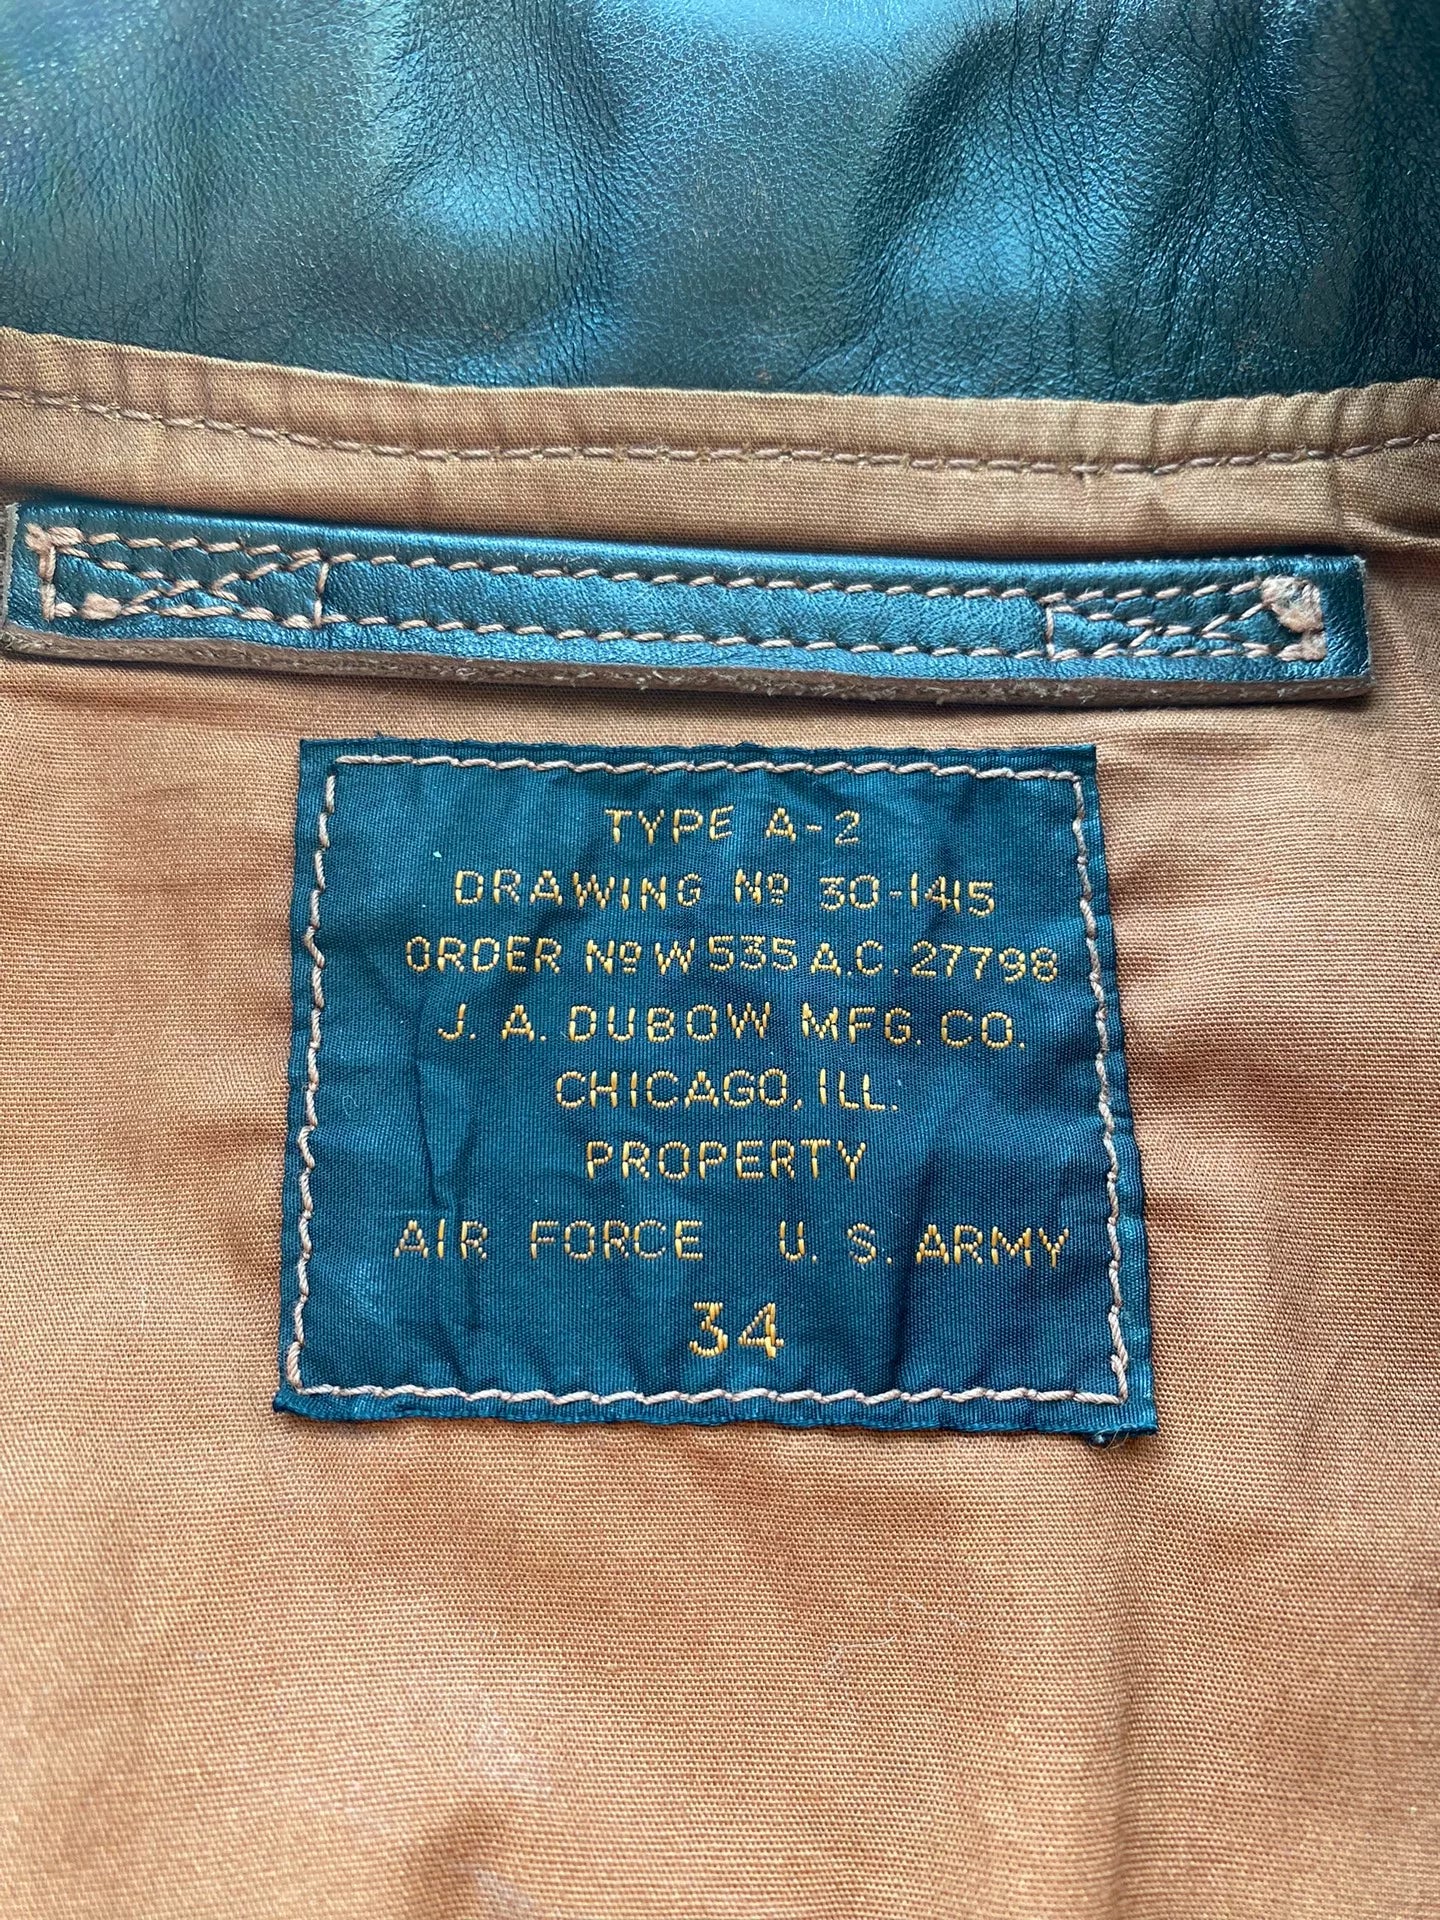 TYPE A-2
DRAWING Nº 30-1415
ORDER Nº W 535 A.C. 27798
J. A. DUBOW MFG. CO.
CHICAGO, ILL.
PROPERTY
AIR FORCE U. S. ARMY
34